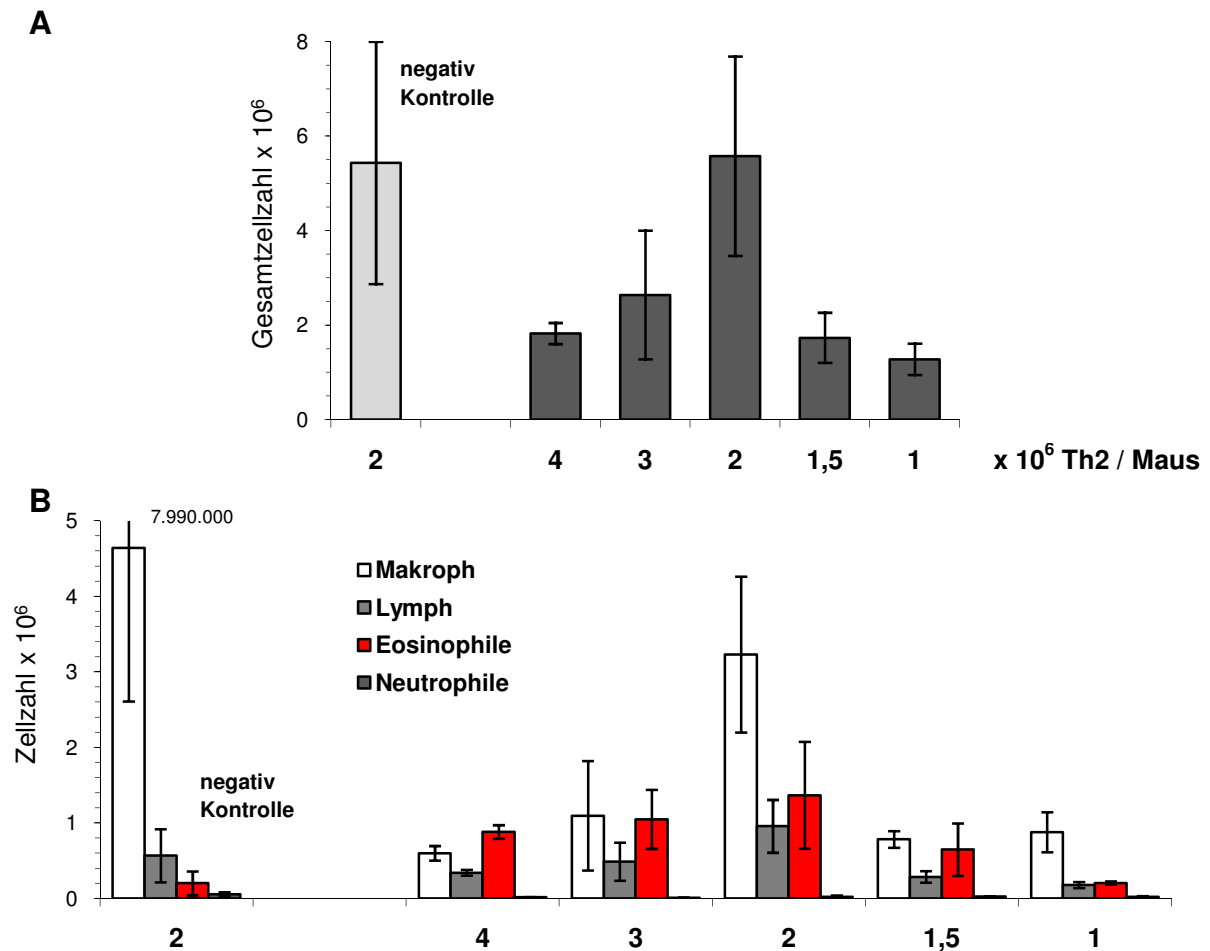 A
Gesamtzellzahl x 10⁶
8
6
4
2
0
negativ
Kontrolle
2 4 3 2 1,5 1 x 10⁶ Th2 / Maus
B
Zellzahl x 10⁶
5
4
3
2
1
0
7.990.000
Makroph
Lymph
Eosinophile
Neutrophile
negativ
Kontrolle
2 4 3 2 1,5 1